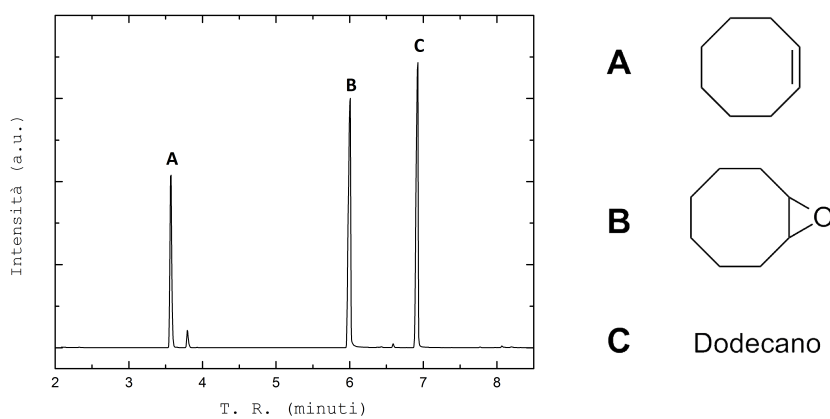 Intensità (a.u.)
A
B
C
2 3 4 5 6 7 8
T. R. (minuti)
A
B
O
C Dodecano